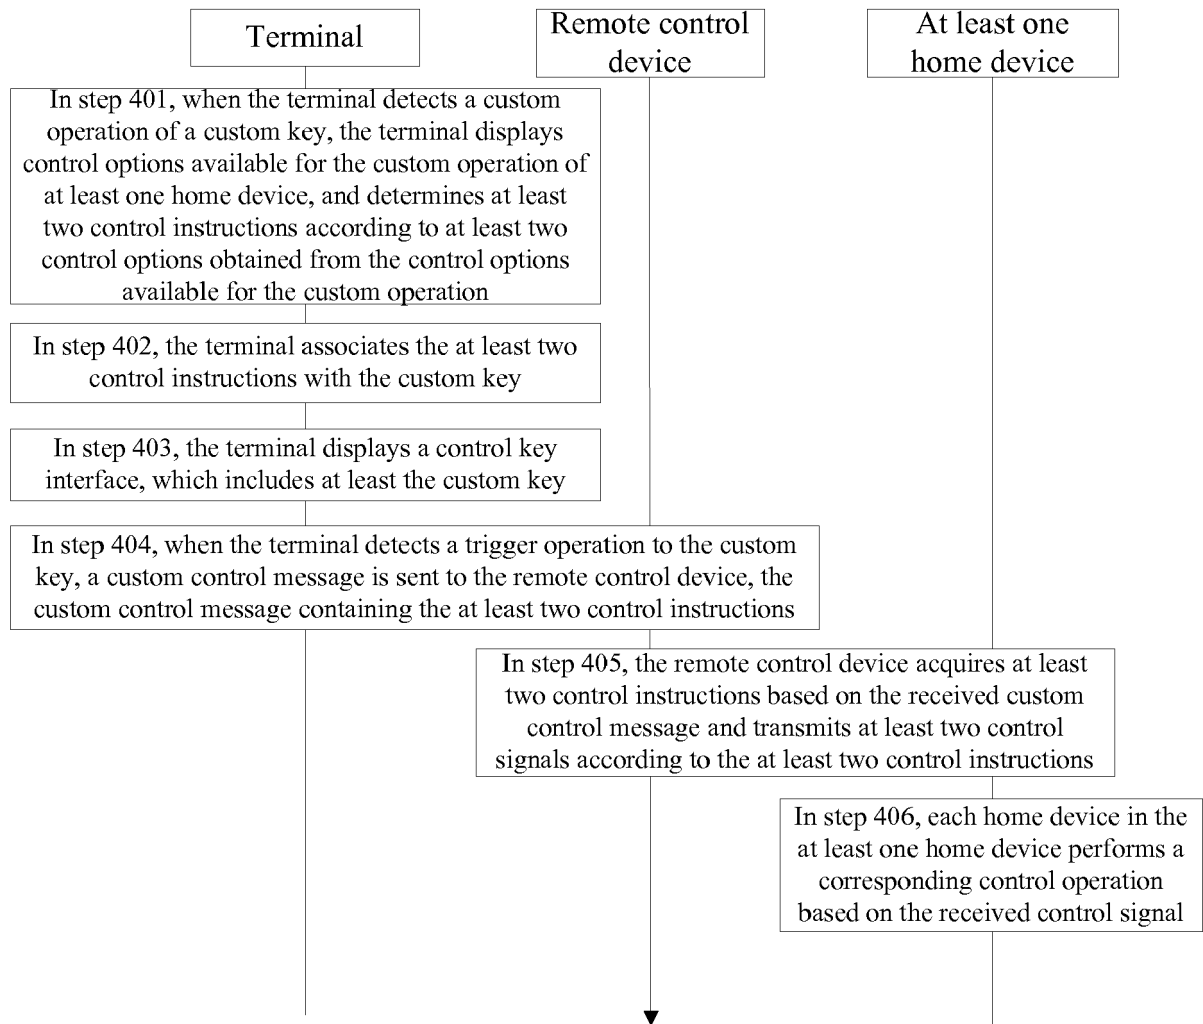 Terminal
Remote control
device
At least one
home device
In step 401, when the terminal detects a custom
operation of a custom key, the terminal displays
control options available for the custom operation of
at least one home device, and determines at least
two control instructions according to at least two
control options obtained from the control options
available for the custom operation
In step 402, the terminal associates the at least two
control instructions with the custom key
In step 403, the terminal displays a control key
interface, which includes at least the custom key
In step 404, when the terminal detects a trigger operation to the custom
key, a custom control message is sent to the remote control device, the
custom control message containing the at least two control instructions
In step 405, the remote control device acquires at least
two control instructions based on the received custom
control message and transmits at least two control
signals according to the at least two control instructions
In step 406, each home device in the
at least one home device performs a
corresponding control operation
based on the received control signal